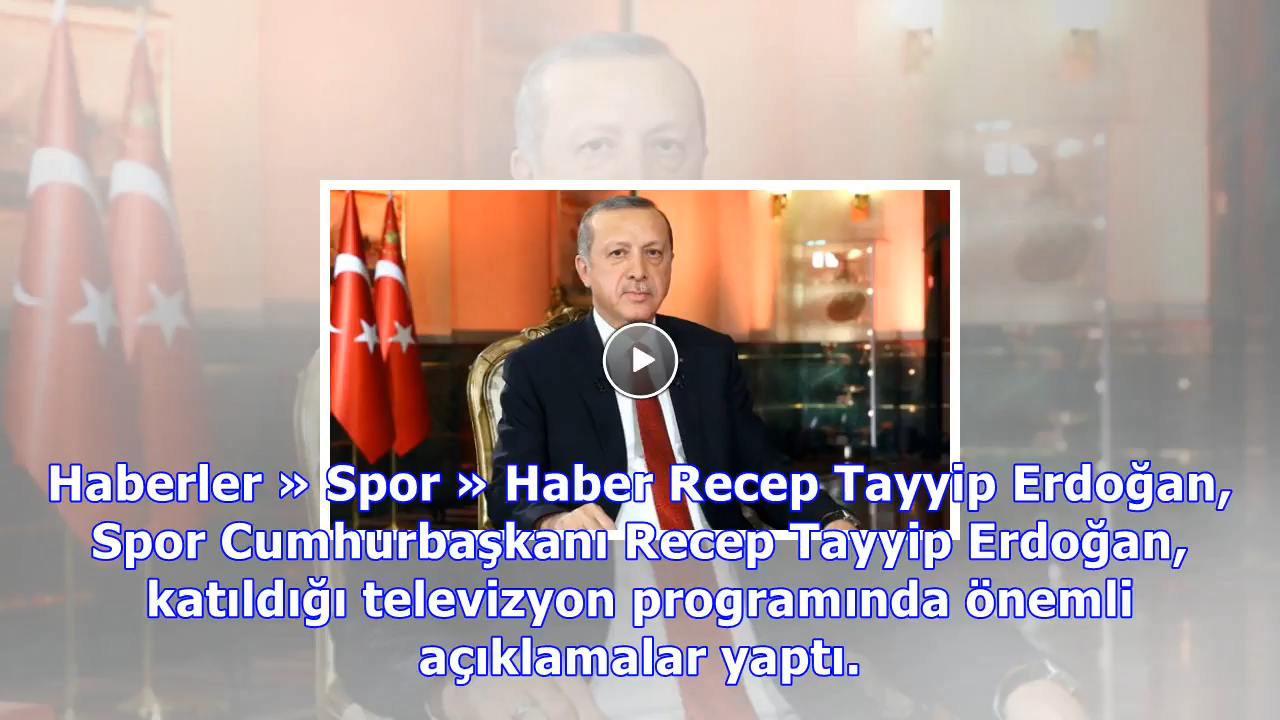 Haberler » Spor » Haber Recep Tayyip Erdoğan,
Spor Cumhurbaşkanı Recep Tayyip Erdoğan,
katıldığı televizyon programında önemli
açıklamalar yaptı.